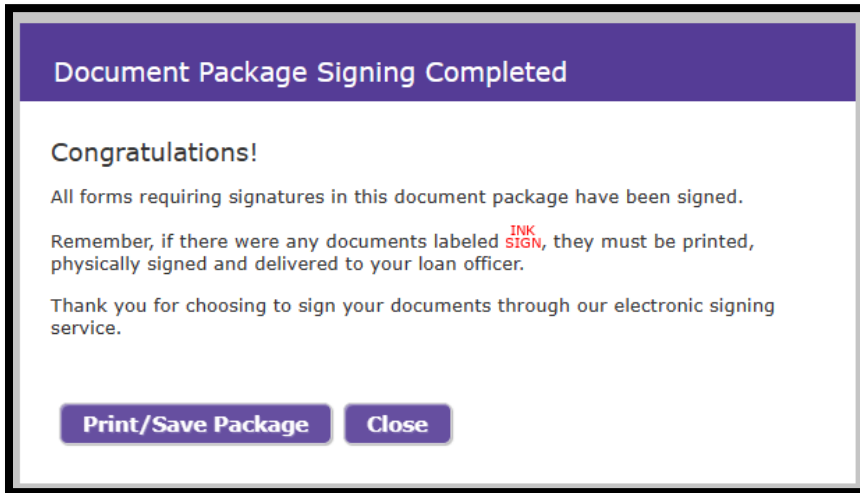 Document Package Signing Completed
Congratulations!
All forms requiring signatures in this document package have been signed.
Remember, if there were any documents labeled INK SIGN, they must be printed,
physically signed and delivered to your loan officer.
Thank you for choosing to sign your documents through our electronic signing
service.
Print/Save Package Close